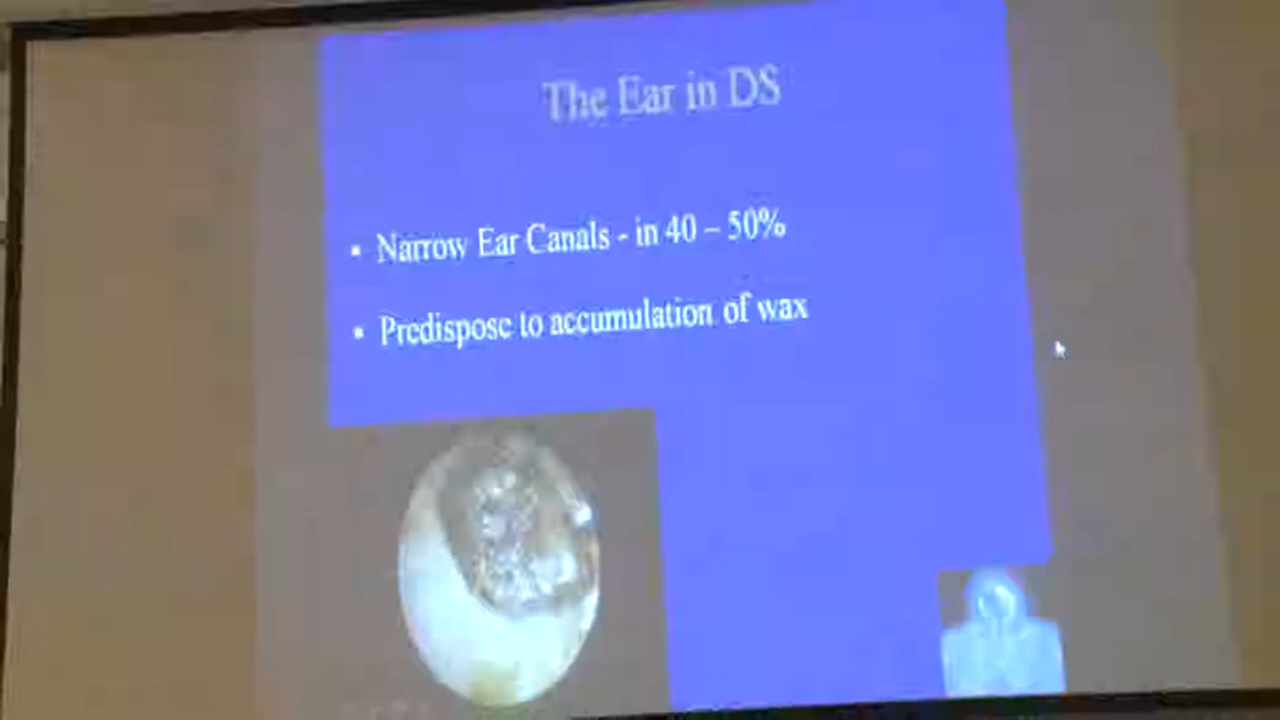 The Ear in DS
• Narrow Ear Canals - in 40 – 50%
• Predispose to accumulation of wax